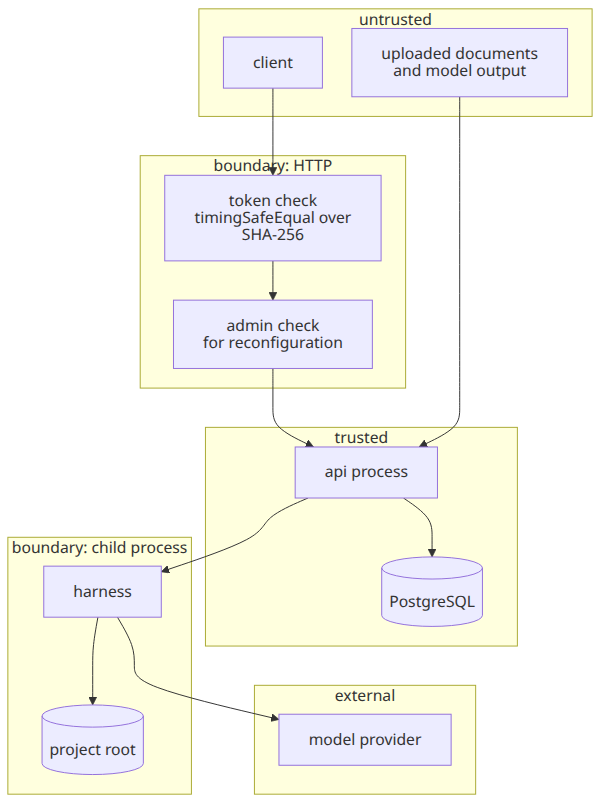 untrusted
client
uploaded documents
and model output
boundary: HTTP
token check
timingSafeEqual over
SHA-256
admin check
for reconfiguration
trusted
api process
boundary: child process
harness
PostgreSQL
external
project root
model provider